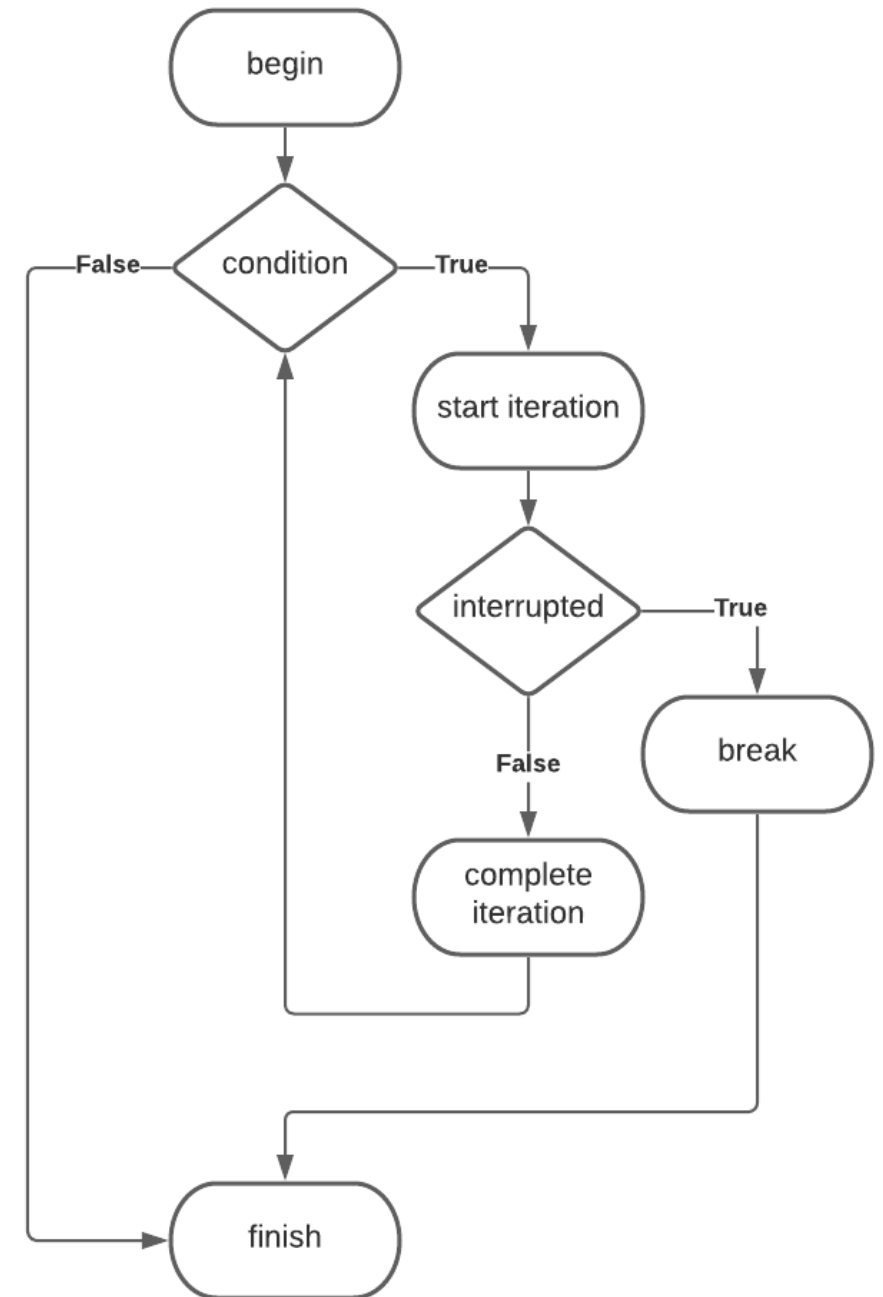 begin
False
condition
True
start iteration
interrupted
True
break
False
complete
iteration
finish